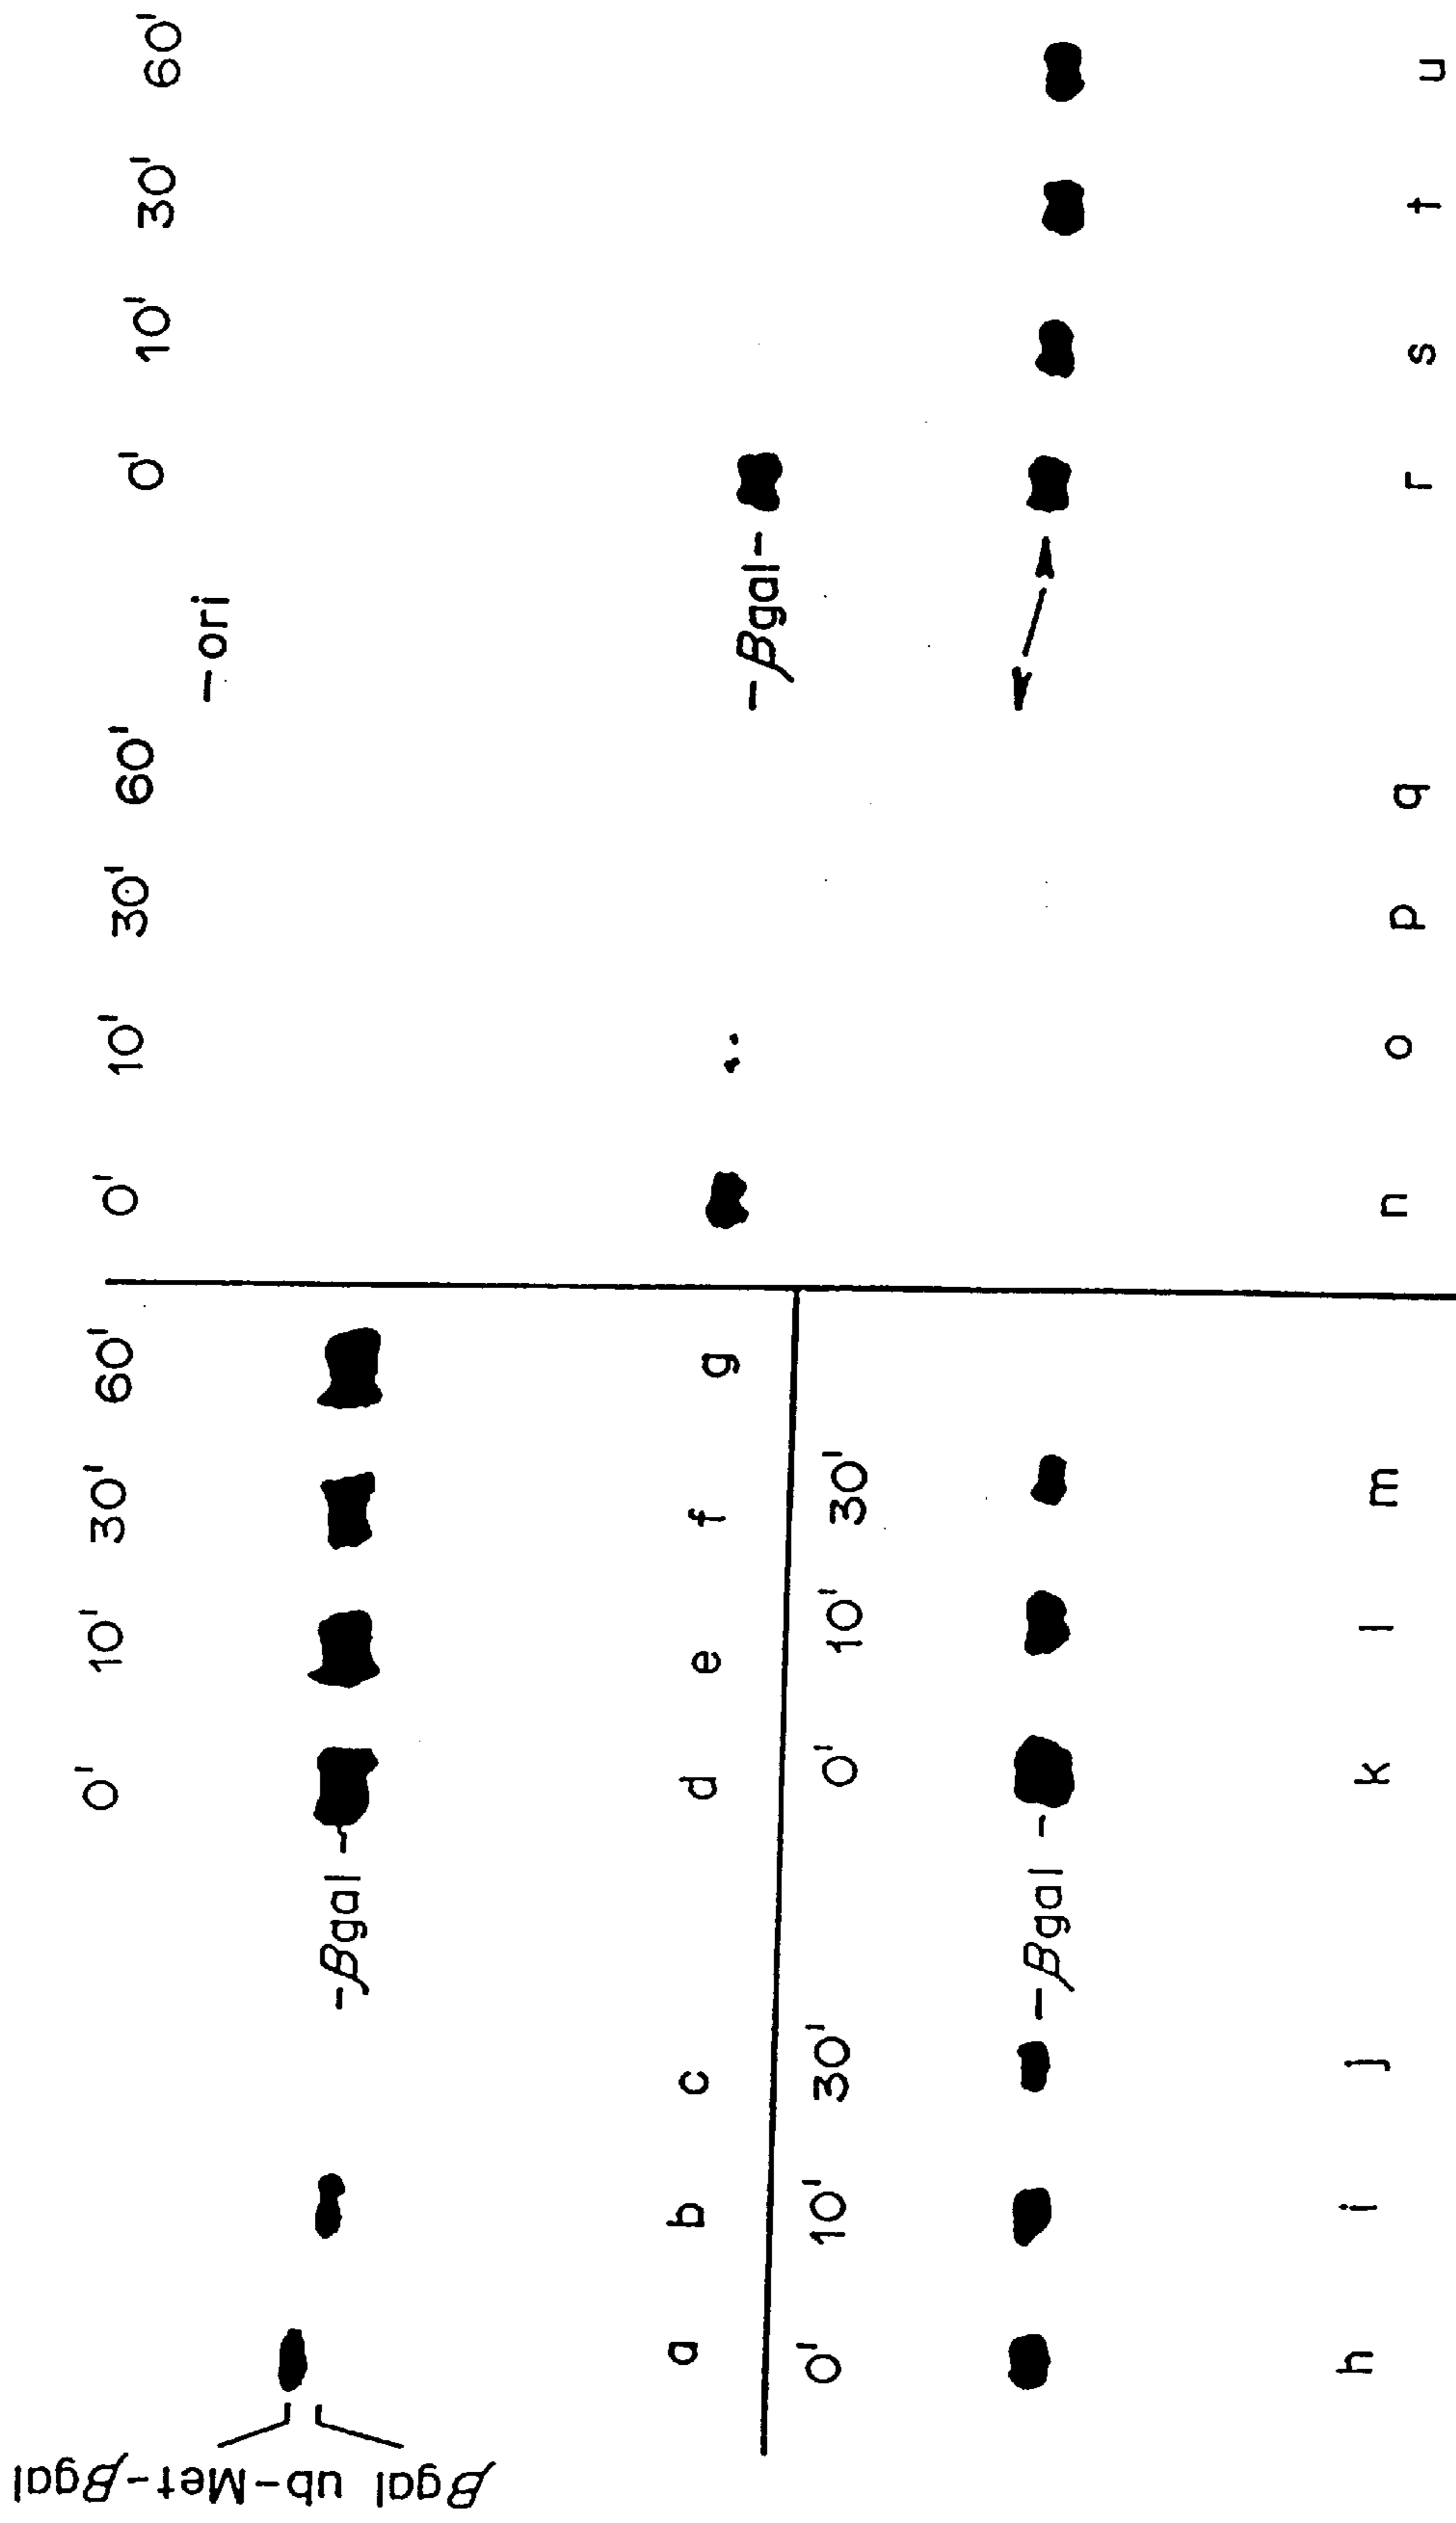 βgal ub-Met-βgal
0' 10' 30' 60'
-βgal-
a b c d e f g
0' 10' 30' 0' 10' 30'
-βgal-
h i j k l m
0' 10' 30' 60' 0' 10' 30' 60'
-ori
-βgal-
n o p q r s t u